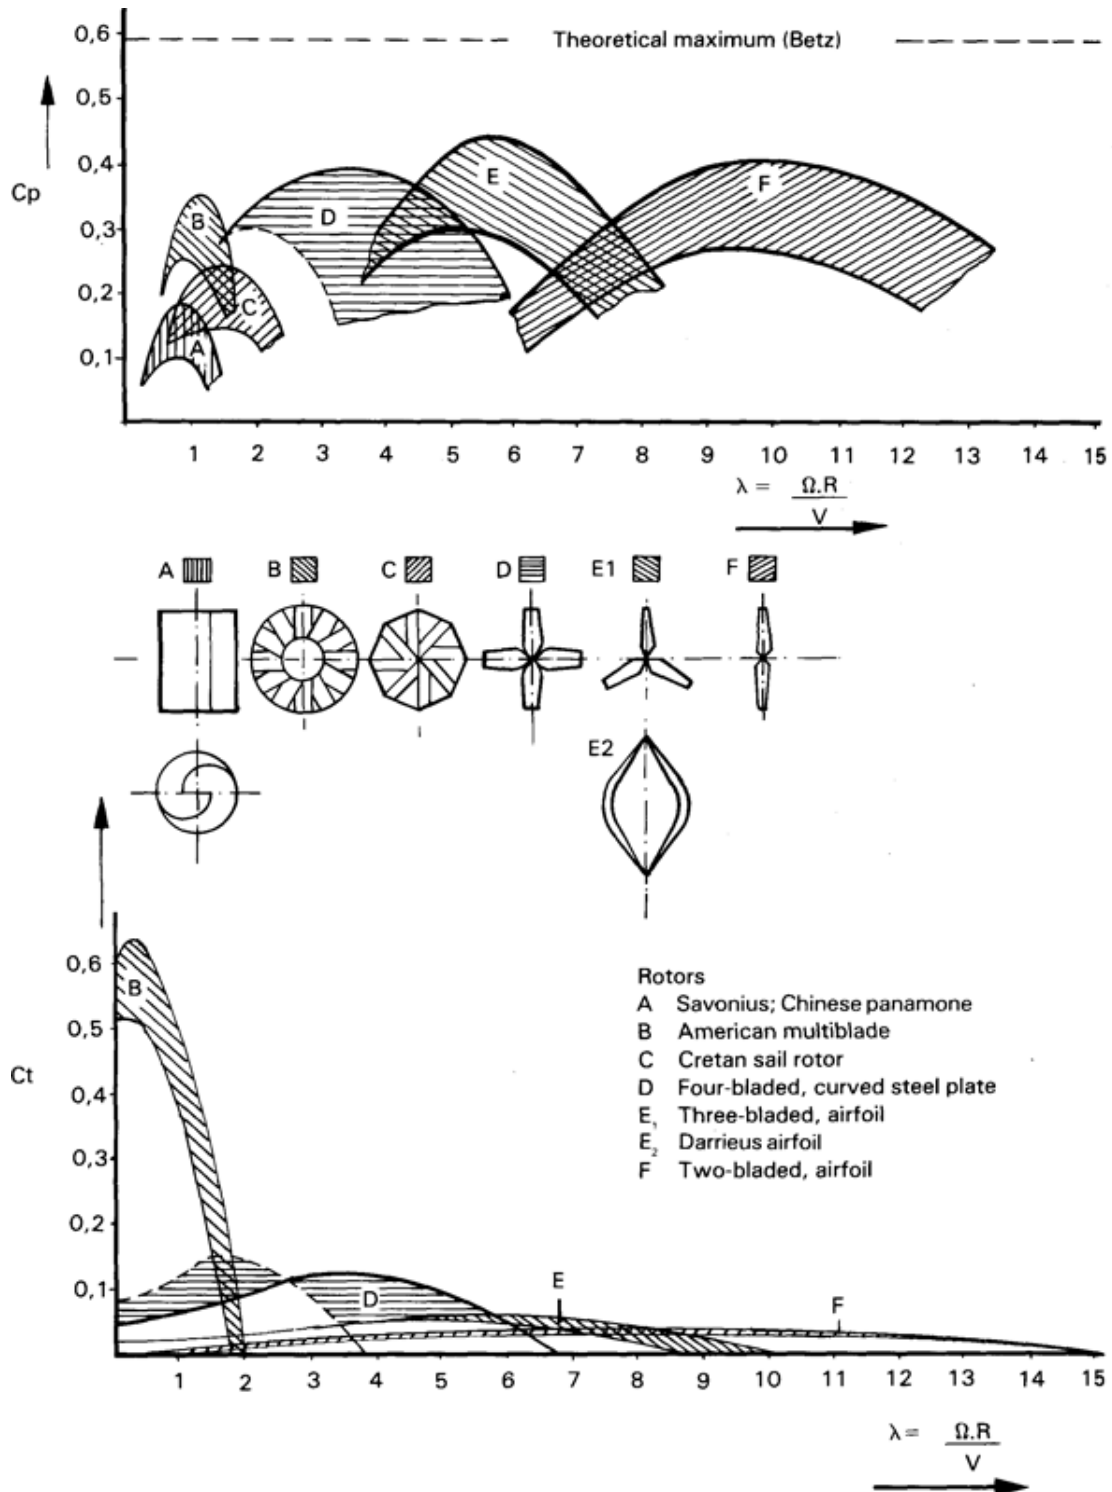 0,6
Theoretical maximum (Betz)
0,5
0,4
Cp
0,3
0,2
0,1
A
B
C
D
E
F
1 2 3 4 5 6 7 8 9 10 11 12 13 14 15
λ = Ω.R
V
A B C D E1 F
E2
0,6
B
0,5
Ct
0,4
0,3
0,2
0,1
D
E
F
Rotors
A Savonius; Chinese panamone
B American multiblade
C Cretan sail rotor
D Four-bladed, curved steel plate
E₁ Three-bladed, airfoil
E₂ Darrieus airfoil
F Two-bladed, airfoil
1 2 3 4 5 6 7 8 9 10 11 12 13 14 15
λ = Ω.R
V